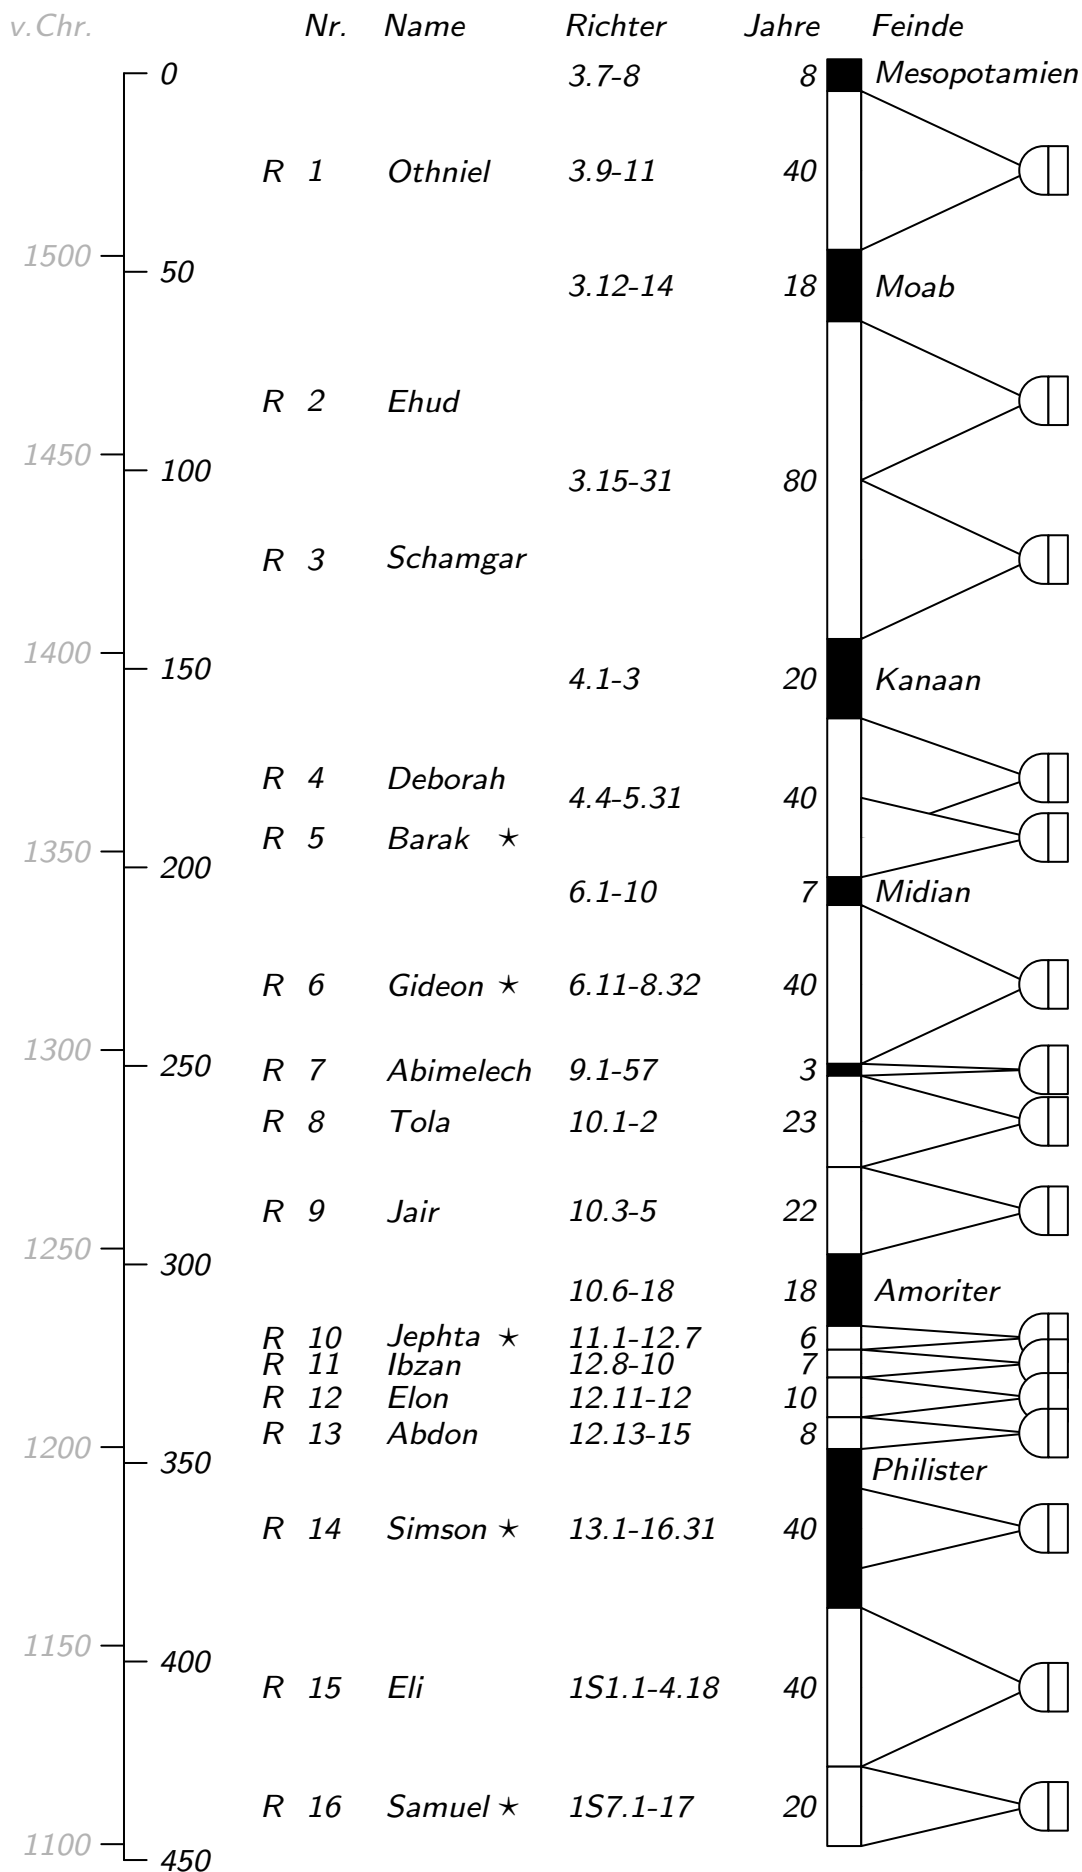 v.Chr. Nr. Name Richter Jahre Feinde
0 3.7-8 8 Mesopotamien
R 1 Othniel 3.9-11 40
1500
50 3.12-14 18 Moab
R 2 Ehud
1450
100 3.15-31 80
R 3 Schamgar
1400
150 4.1-3 20 Kanaan
R 4 Deborah
4.4-5.31 40
R 5 Barak ⋆
1350
200
6.1-10 7 Midian
R 6 Gideon ⋆ 6.11-8.32 40
1300
250
R 7 Abimelech 9.1-57 3
R 8 Tola 10.1-2 23
R 9 Jair 10.3-5 22
1250
300
10.6-18 18 Amoriter
R 10 Jephta ⋆ 11.1-12.7 6
R 11 Ibzan 12.8-10 7
R 12 Elon 12.11-12 10
R 13 Abdon 12.13-15 8
1200
350 Philister
R 14 Simson ⋆ 13.1-16.31 40
1150
400
R 15 Eli 1S1.1-4.18 40
R 16 Samuel ⋆ 1S7.1-17 20
1100
450